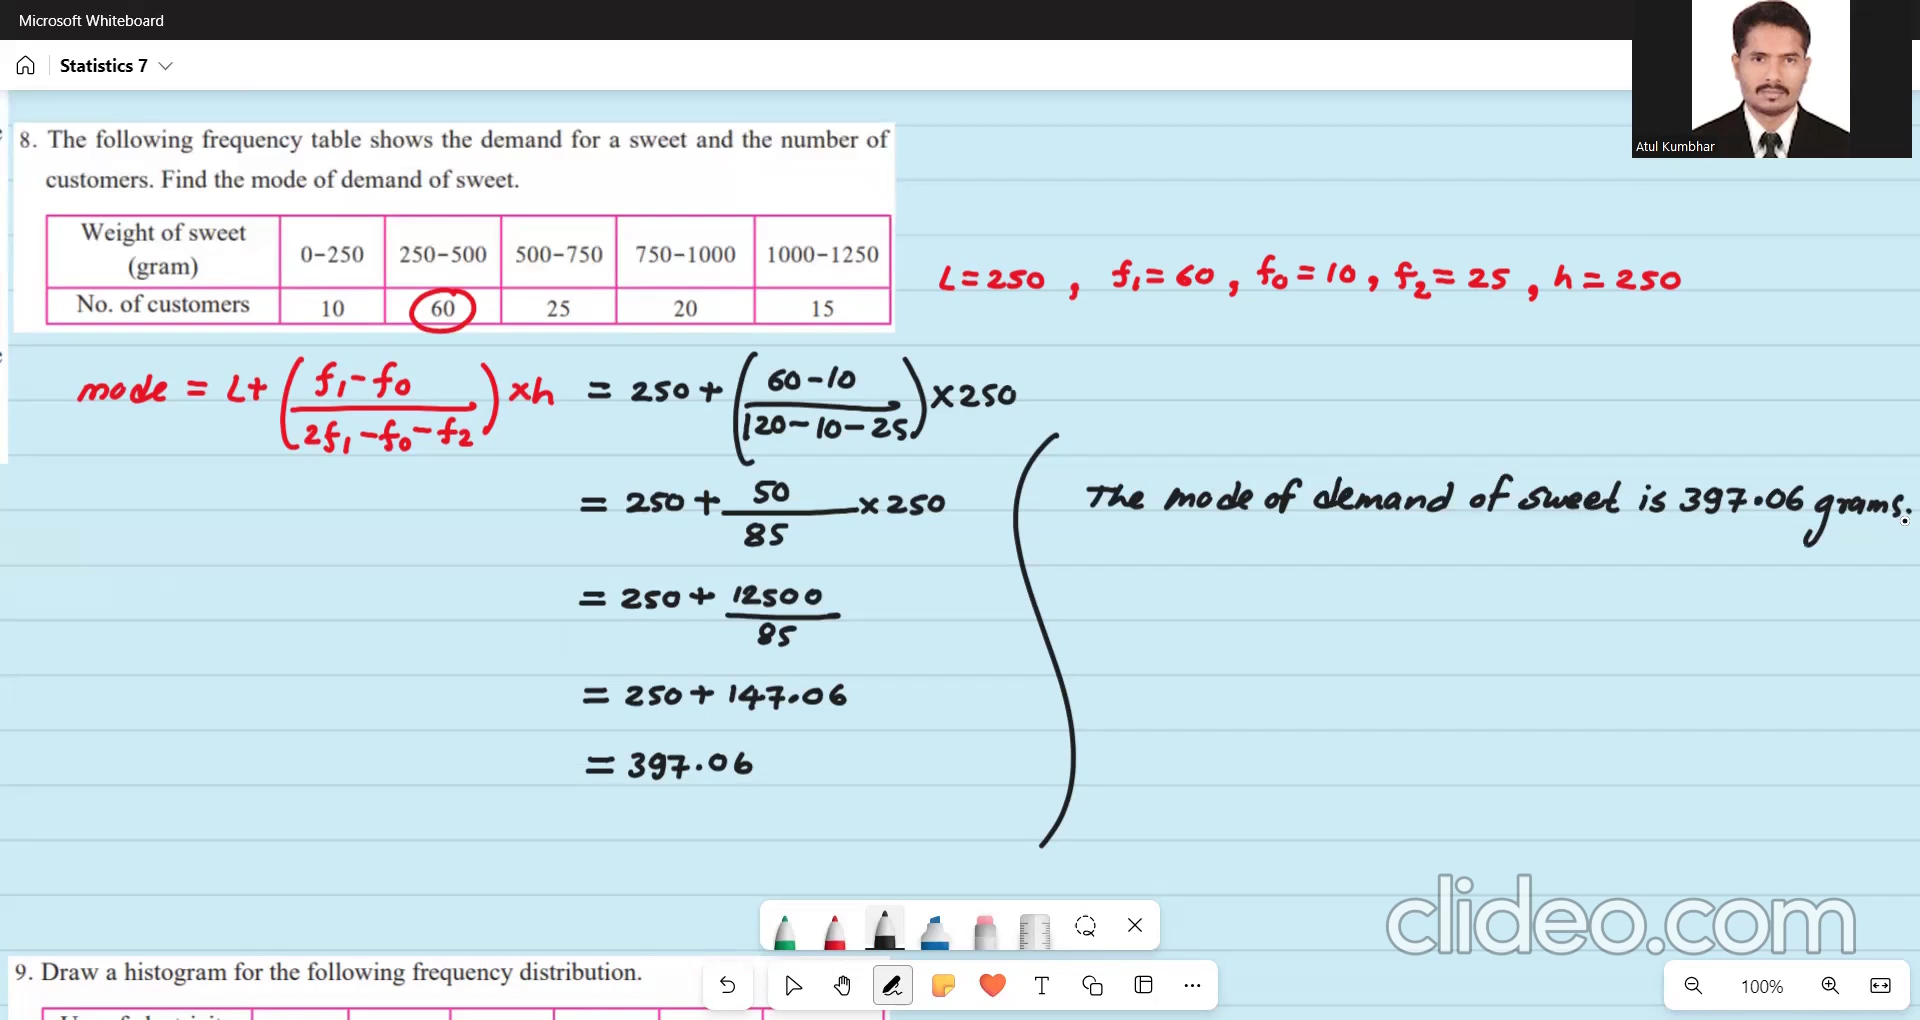 Microsoft Whiteboard
Statistics 7
Atul Kumbhar
8. The following frequency table shows the demand for a sweet and the number of
customers. Find the mode of demand of sweet.
Weight of sweet (gram) 0-250 250-500 500-750 750-1000 1000-1250
No. of customers 10 60 25 20 15
L=250 , f₁=60 , f₀=10 , f₂=25 , h=250
mode = L+ (f₁-f₀ / 2f₁-f₀-f₂) ×h = 250+ (60-10 / 120-10-25) ×250
= 250+ 50/85 ×250
= 250+ 12500/85
= 250+ 147.06
= 397.06
The mode of demand of sweet is 397.06 grams.
clideo.com
9. Draw a histogram for the following frequency distribution.
100%